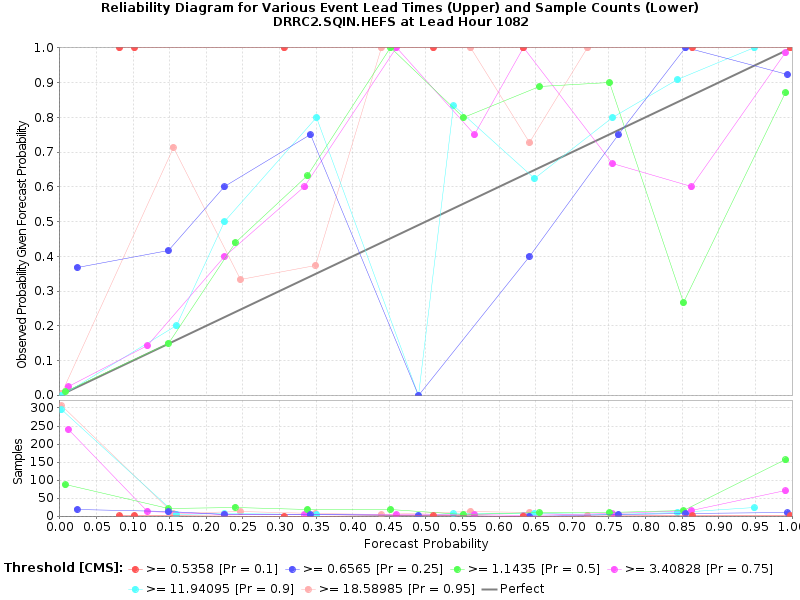 Reliability Diagram for Various Event Lead Times (Upper) and Sample Counts (Lower)
DRRC2.SQIN.HEFS at Lead Hour 1082
Observed Probability Given Forecast Probability
1.0
0.9
0.8
0.7
0.6
0.5
0.4
0.3
0.2
0.1
0.0
Samples
300
250
200
150
100
50
0
0.00 0.05 0.10 0.15 0.20 0.25 0.30 0.35 0.40 0.45 0.50 0.55 0.60 0.65 0.70 0.75 0.80 0.85 0.90 0.95 1.0
Forecast Probability
Threshold [CMS]: >= 0.5358 [Pr = 0.1] >= 0.6565 [Pr = 0.25] >= 1.1435 [Pr = 0.5] >= 3.40828 [Pr = 0.75]
>= 11.94095 [Pr = 0.9] >= 18.58985 [Pr = 0.95] Perfect